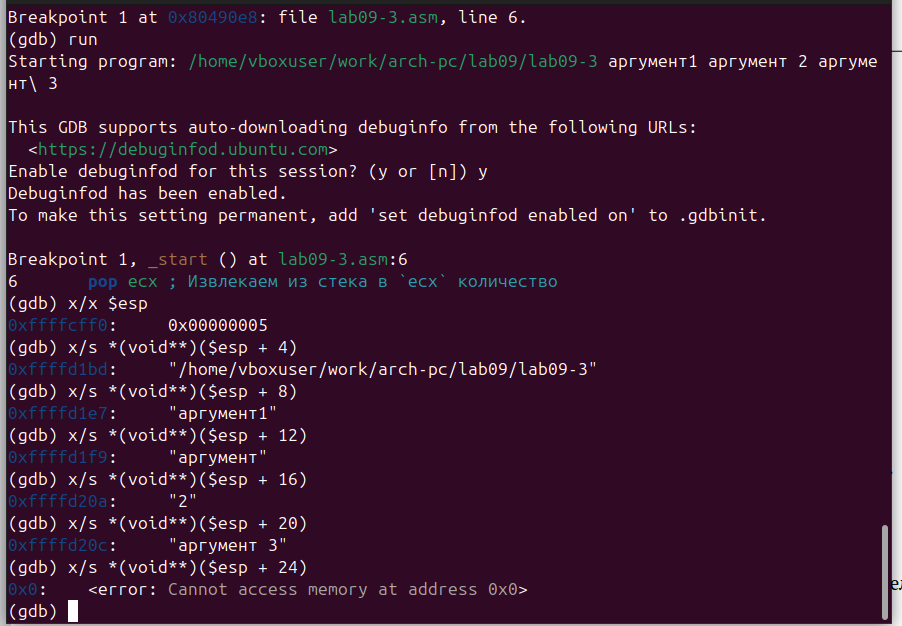 Breakpoint 1 at 0x80490e8: file lab09-3.asm, line 6.
(gdb) run
Starting program: /home/vboxuser/work/arch-pc/lab09/lab09-3 аргумент1 аргумент 2 аргуме
нт\ 3

This GDB supports auto-downloading debuginfo from the following URLs:
  <https://debuginfod.ubuntu.com>
Enable debuginfod for this session? (y or [n]) y
Debuginfod has been enabled.
To make this setting permanent, add 'set debuginfod enabled on' to .gdbinit.

Breakpoint 1, _start () at lab09-3.asm:6
6       pop ecx ; Извлекаем из стека в `ecx` количество
(gdb) x/x $esp
0xffffcff0:     0x00000005
(gdb) x/s *(void**)($esp + 4)
0xffffd1bd:     "/home/vboxuser/work/arch-pc/lab09/lab09-3"
(gdb) x/s *(void**)($esp + 8)
0xffffd1e7:     "аргумент1"
(gdb) x/s *(void**)($esp + 12)
0xffffd1f9:     "аргумент"
(gdb) x/s *(void**)($esp + 16)
0xffffd20a:     "2"
(gdb) x/s *(void**)($esp + 20)
0xffffd20c:     "аргумент 3"
(gdb) x/s *(void**)($esp + 24)
0x0:    <error: Cannot access memory at address 0x0>
(gdb)